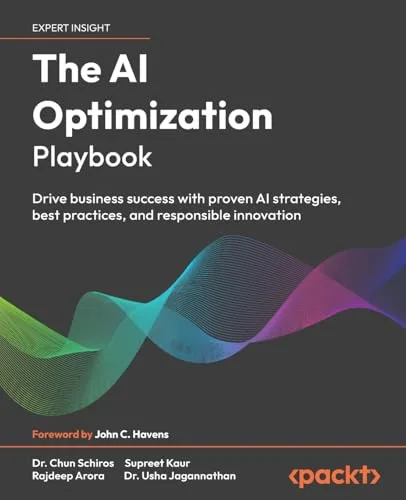 EXPERT INSIGHT
The AI
Optimization
Playbook
Drive business success with proven AI strategies,
best practices, and responsible innovation
Foreword by John C. Havens
Dr. Chun Schiros Supreet Kaur
Rajdeep Arora Dr. Usha Jagannathan
<packt>